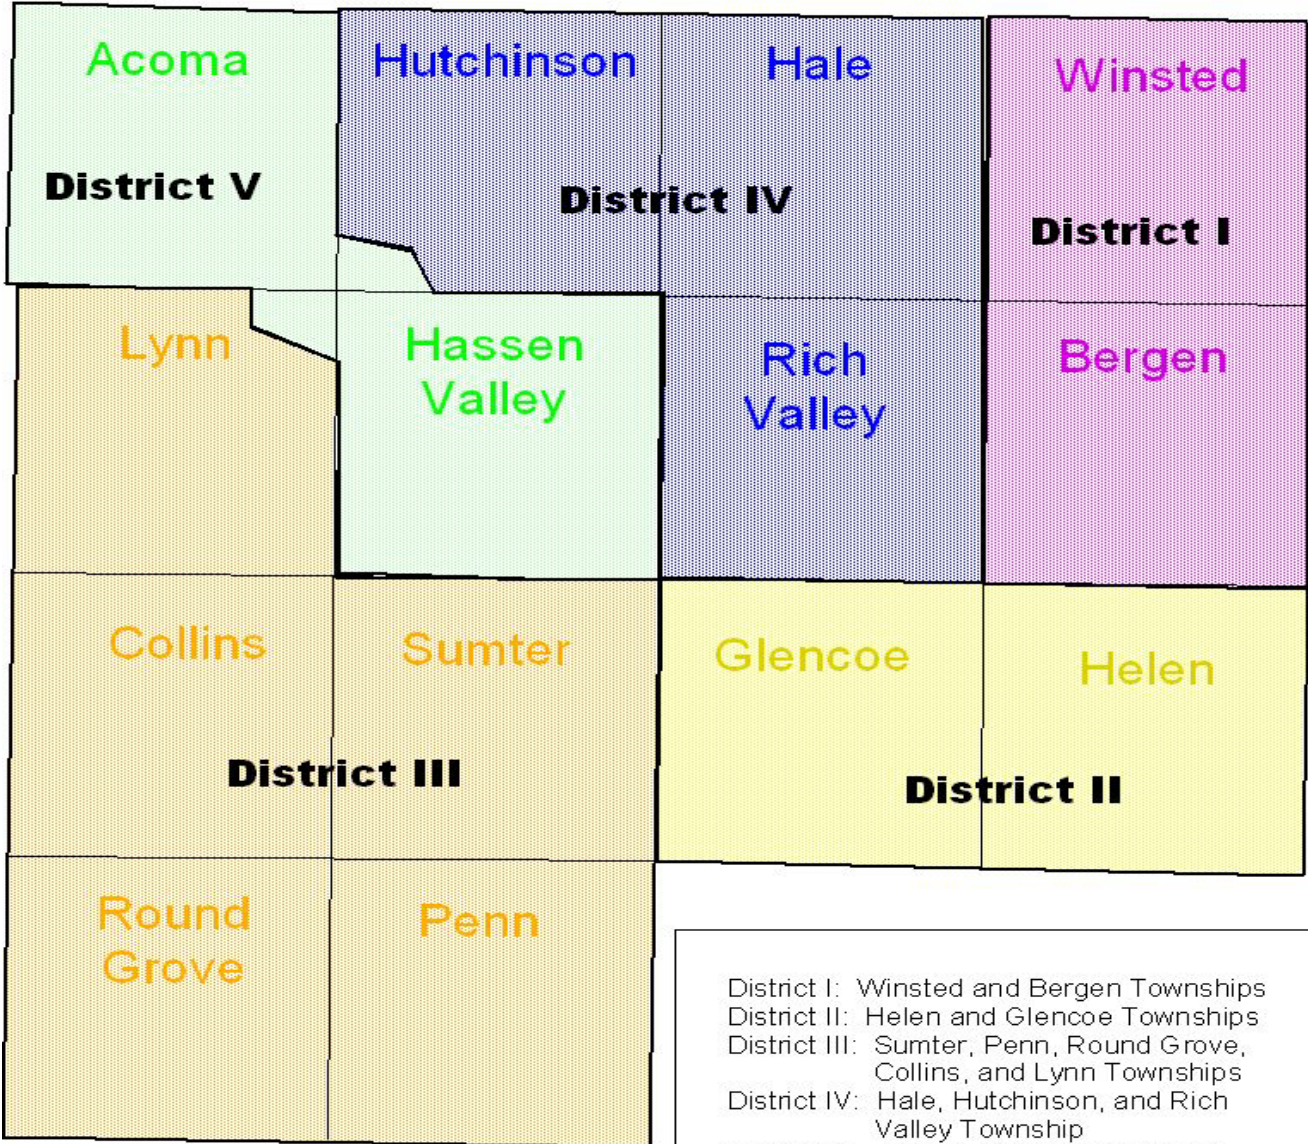 Acoma
Hutchinson
Hale
Winsted
District V
District IV
District I
Lynn
Hassen
Valley
Rich
Valley
Bergen
Collins
Sumter
Glencoe
Helen
District III
District II
Round
Grove
Penn
District I: Winsted and Bergen Townships
District II: Helen and Glencoe Townships
District III: Sumter, Penn, Round Grove,
Collins, and Lynn Townships
District IV: Hale, Hutchinson, and Rich
Valley Township